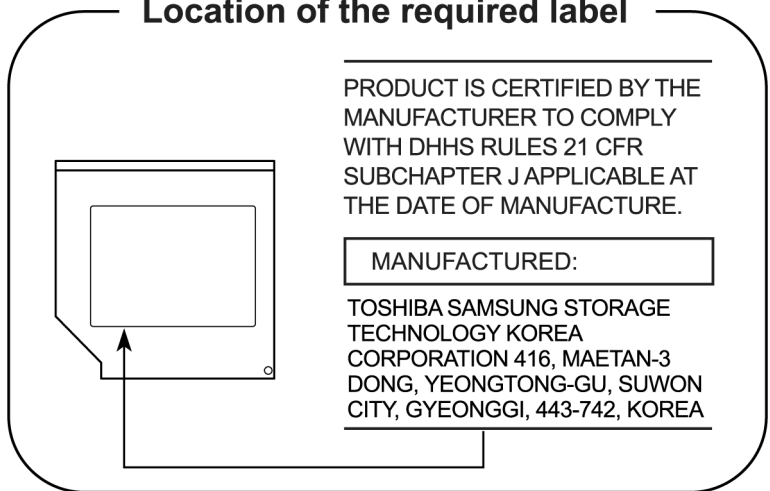 Location of the required label
PRODUCT IS CERTIFIED BY THE
MANUFACTURER TO COMPLY
WITH DHHS RULES 21 CFR
SUBCHAPTER J APPLICABLE AT
THE DATE OF MANUFACTURE.
MANUFACTURED:
TOSHIBA SAMSUNG STORAGE
TECHNOLOGY KOREA
CORPORATION 416, MAETAN-3
DONG, YEONGTONG-GU, SUWON
CITY, GYEONGGI, 443-742, KOREA